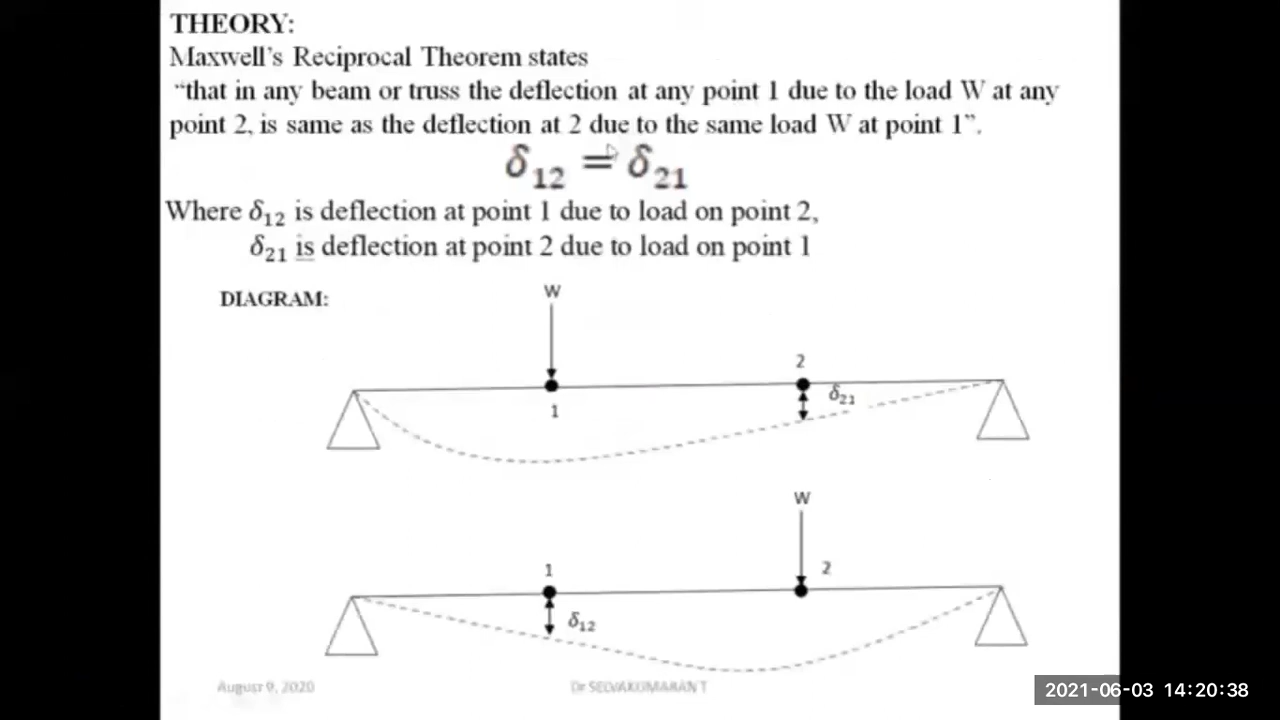 THEORY:
Maxwell's Reciprocal Theorem states
"that in any beam or truss the deflection at any point 1 due to the load W at any
point 2, is same as the deflection at 2 due to the same load W at point 1".
δ₁₂ = δ₂₁
Where δ₁₂ is deflection at point 1 due to load on point 2,
δ₂₁ is deflection at point 2 due to load on point 1
DIAGRAM:
W
2
δ₂₁
1
W
1
2
δ₁₂
August 9, 2020
Dr SELVAKUMARAN T
2021-06-03 14:20:38